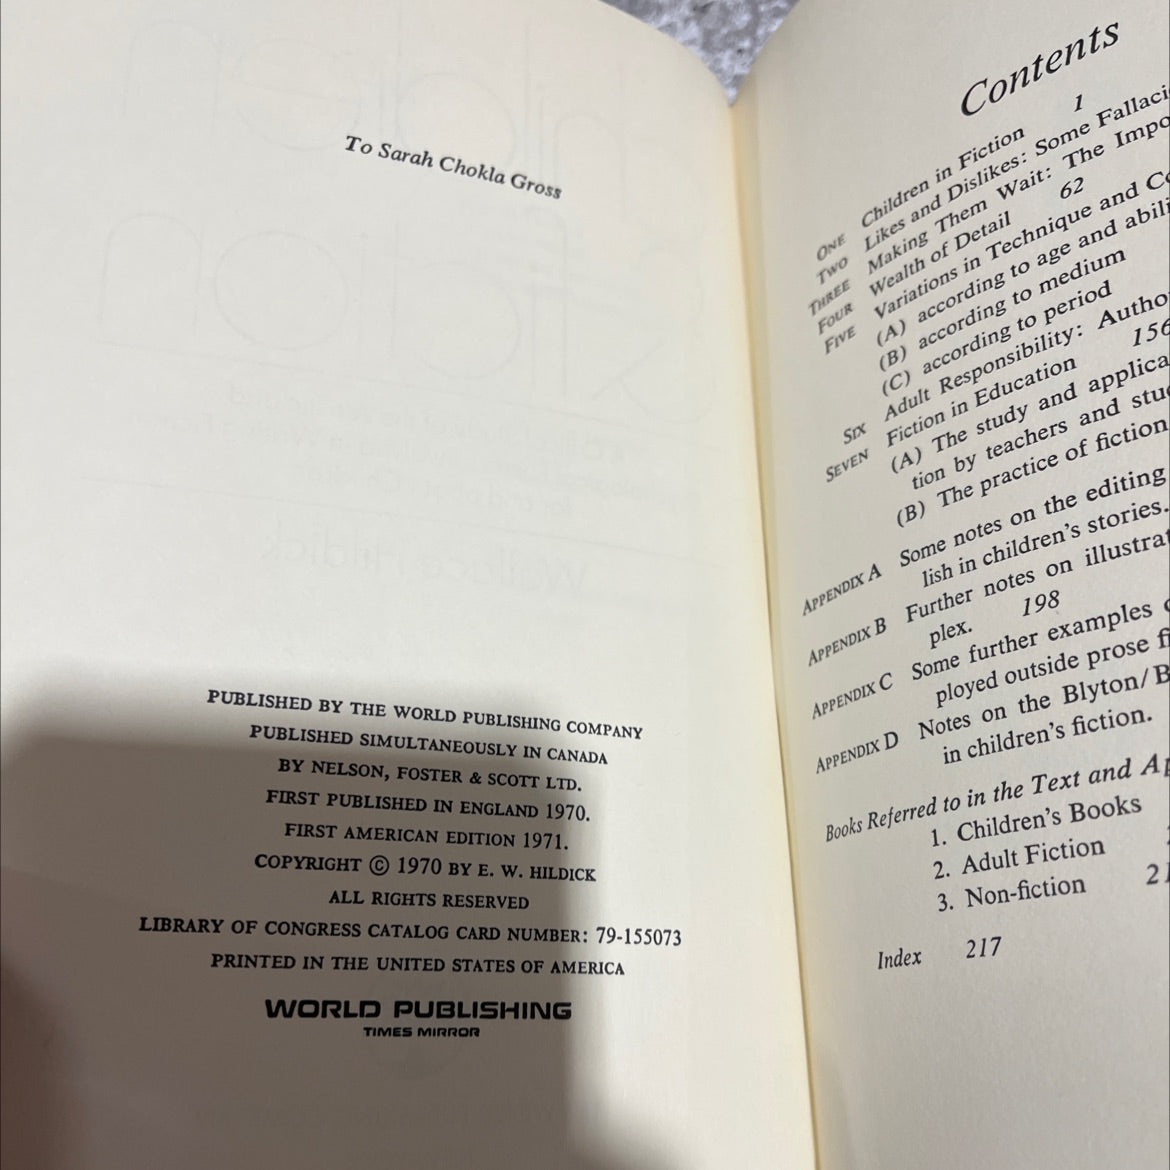 To Sarah Chokla Gross
PUBLISHED BY THE WORLD PUBLISHING COMPANY
PUBLISHED SIMULTANEOUSLY IN CANADA
BY NELSON, FOSTER & SCOTT LTD.
FIRST PUBLISHED IN ENGLAND 1970.
FIRST AMERICAN EDITION 1971.
COPYRIGHT © 1970 BY E. W. HILDICK
ALL RIGHTS RESERVED
LIBRARY OF CONGRESS CATALOG CARD NUMBER: 79-155073
PRINTED IN THE UNITED STATES OF AMERICA
WORLD PUBLISHING
TIMES MIRROR
Contents
ONE Children in Fiction 1
TWO Likes and Dislikes: Some Fallaci
THREE Making Them Wait: The Impo
FOUR Wealth of Detail 62
FIVE Variations in Technique and Co
(A) according to age and abili
(B) according to medium
(C) according to period
SIX Adult Responsibility: Autho
SEVEN Fiction in Education 156
(A) The study and applica
tion by teachers and stu
(B) The practice of fiction
APPENDIX A Some notes on the editing
lish in children's stories.
APPENDIX B Further notes on illustrat
plex. 198
APPENDIX C Some further examples
ployed outside prose fi
APPENDIX D Notes on the Blyton/B
in children's fiction.
Books Referred to in the Text and Ap
1. Children's Books
2. Adult Fiction
3. Non-fiction 21
Index 217